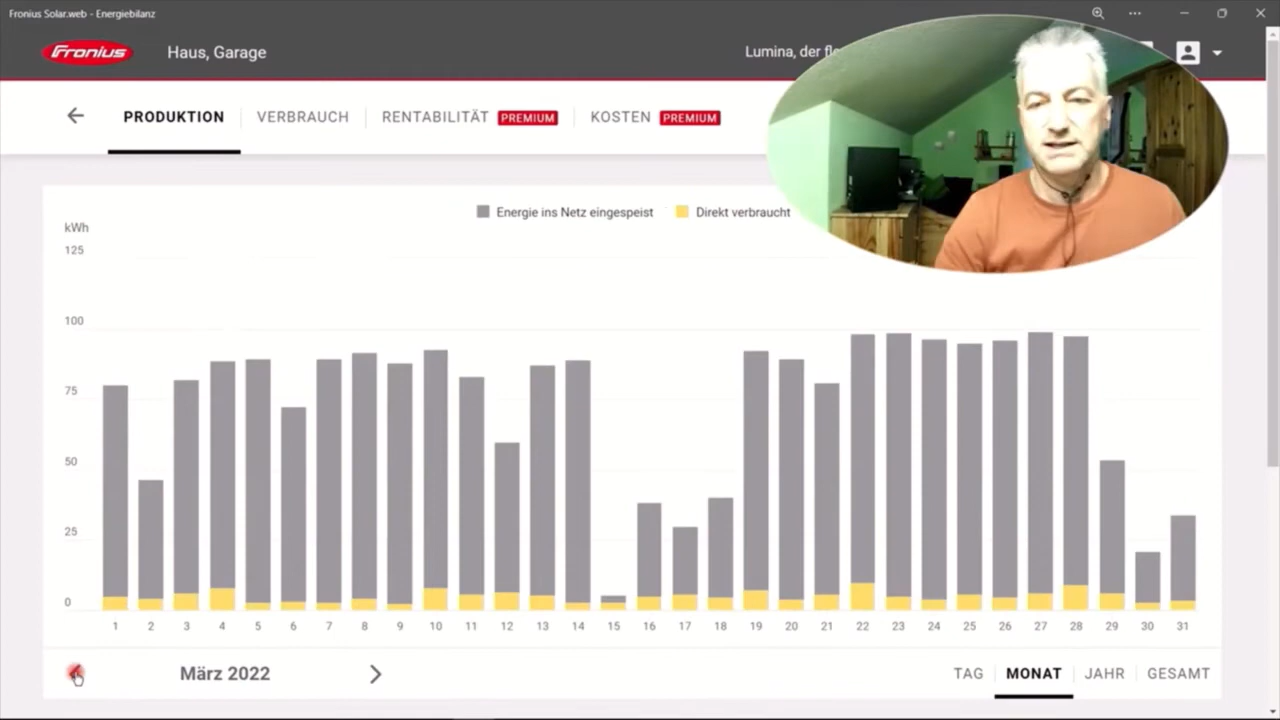 Fronius Solar.web - Energiebilanz
Fronius
Haus, Garage
Lumina, der
PRODUKTION
VERBRAUCH
RENTABILITÄT PREMIUM
KOSTEN PREMIUM
Energie ins Netz eingespeist
Direkt verbraucht
kWh
125
100
75
50
25
0
1 2 3 4 5 6 7 8 9 10 11 12 13 14 15 16 17 18 19 20 21 22 23 24 25 26 27 28 29 30 31
März 2022
TAG
MONAT
JAHR
GESAMT